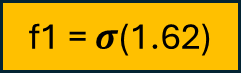 f1 = σ(1.62)